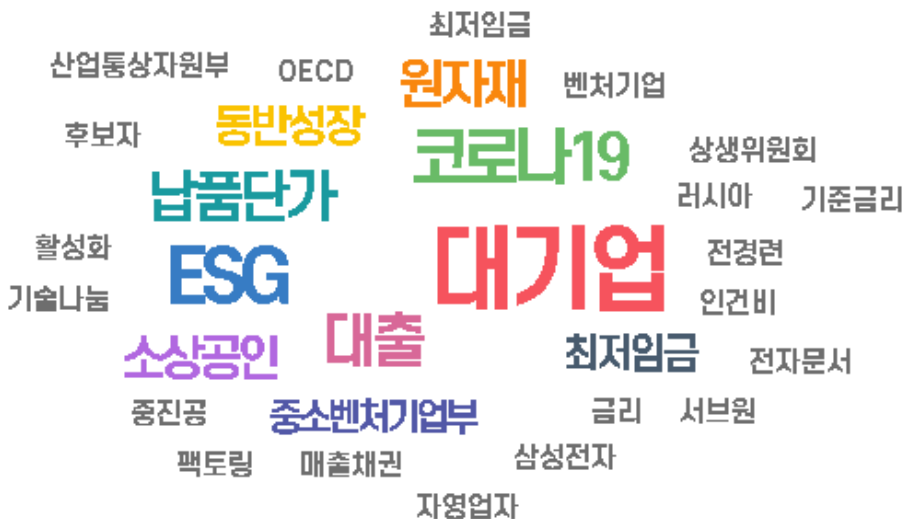 최저임금
산업통상자원부
OECD
원자재
벤처기업
동반성장
후보자
코로나19
상생위원회
납품단가
러시아
기준금리
활성화
ESG
대기업
전경련
기술나눔
인건비
소상공인
대출
최저임금
전자문서
중진공
중소벤처기업부
금리
서브원
팩토링
매출채권
삼성전자
자영업자